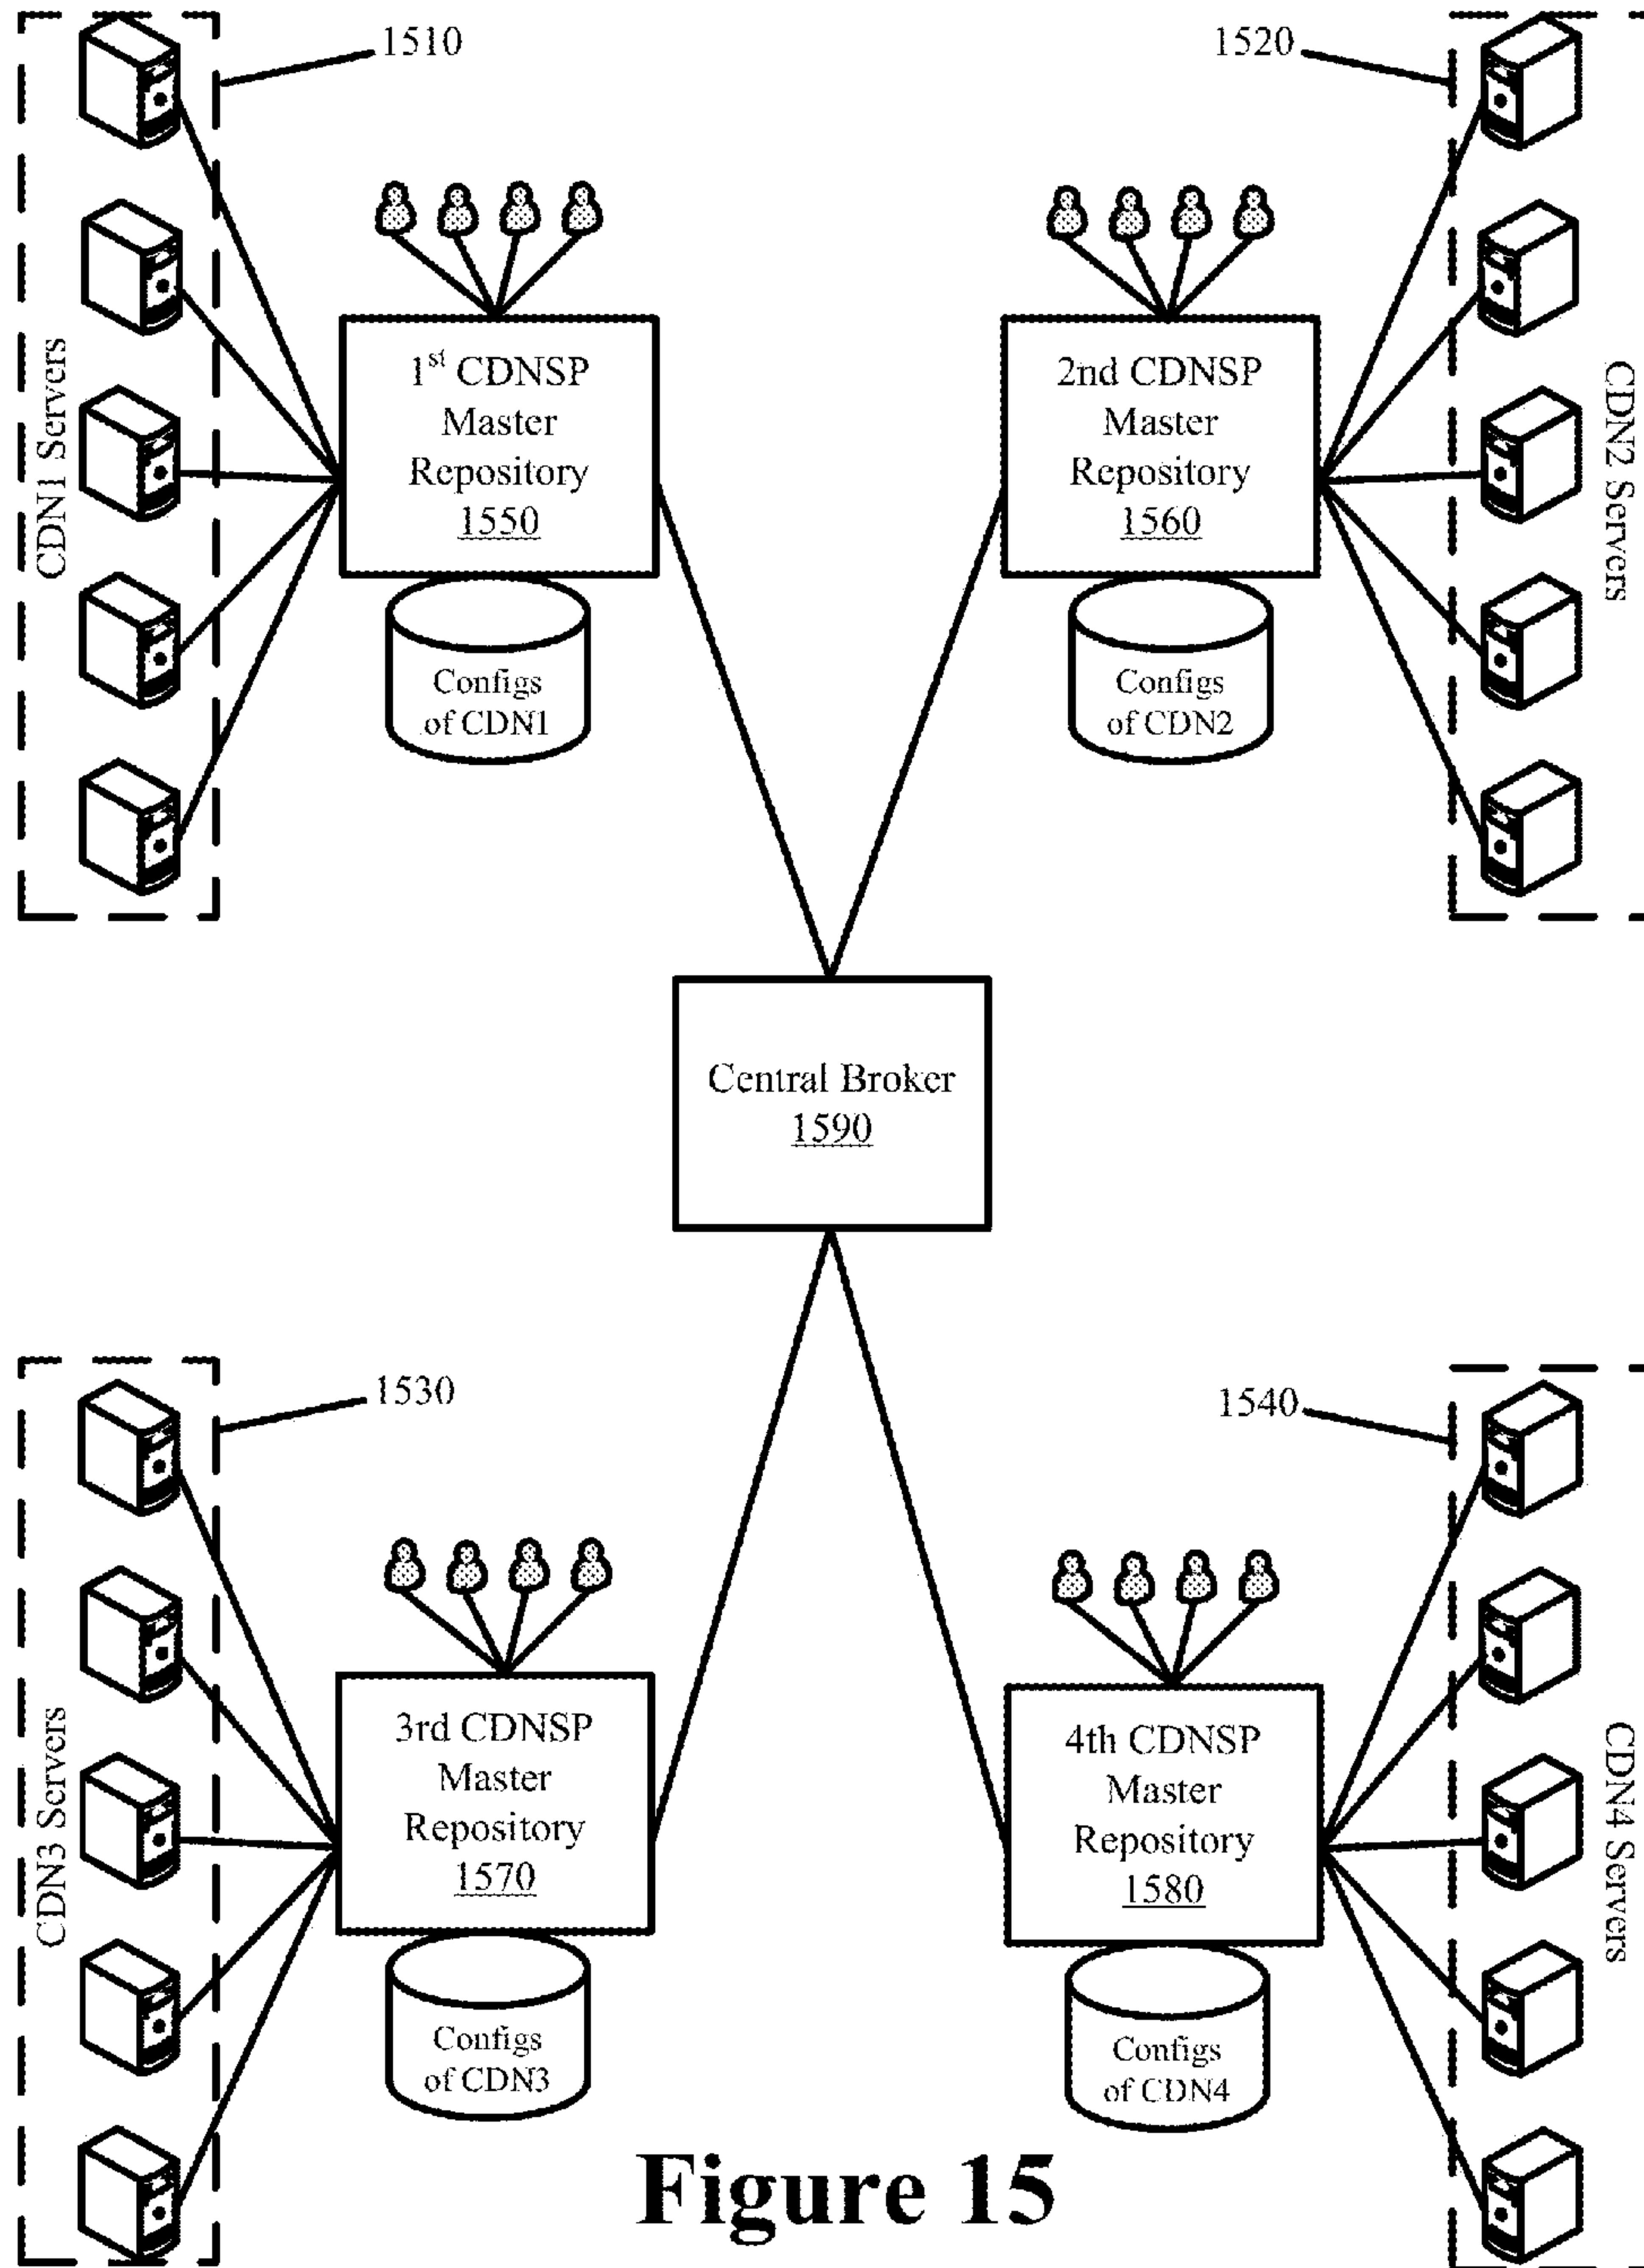 1510
1520
CDN1 Servers
1st CDNSP
Master
Repository
1550
Configs
of CDN1
2nd CDNSP
Master
Repository
1560
Configs
of CDN2
CDN2 Servers
Central Broker
1590
1530
1540
CDN3 Servers
3rd CDNSP
Master
Repository
1570
Configs
of CDN3
4th CDNSP
Master
Repository
1580
Configs
of CDN4
CDN4 Servers
Figure 15